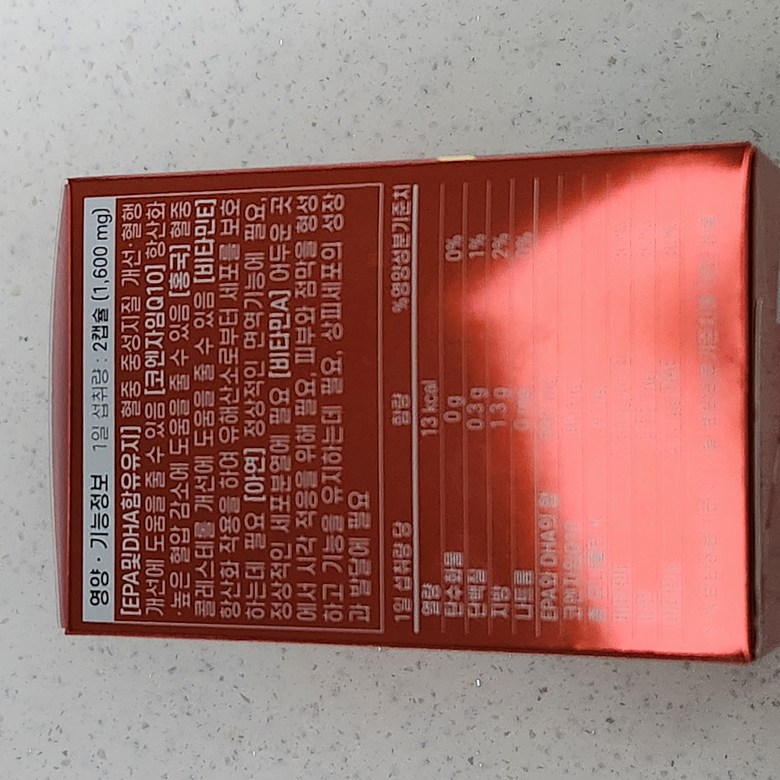 영양·기능정보 1일 섭취량 : 2캡슐 (1,600 mg)
[EPA및DHA함유유지] 혈중 중성지질 개선·혈행
개선에 도움을 줄 수 있음 [코엔자임Q10] 항산화
·높은 혈압 감소에 도움을 줄 수 있음 [홍국] 혈중
콜레스테롤 개선에 도움을 줄 수 있음 [비타민E]
항산화 작용을 하여 유해산소로부터 세포를 보호
하는데 필요 [아연] 정상적인 면역기능에 필요,
정상적인 세포분열에 필요 [비타민A] 어두운 곳
에서 시각 적응을 위해 필요, 피부와 점막을 형성
하고 기능을 유지하는데 필요, 상피세포의 성장
과 발달에 필요
1일 섭취량 당 함량 %영양성분기준치
열량 13 kcal
탄수화물 0 g 0%
단백질 0.3 g 1%
지방 1.3 g 2%
나트륨 0 mg 0%
EPA와 DHA의 합
코엔자임Q10